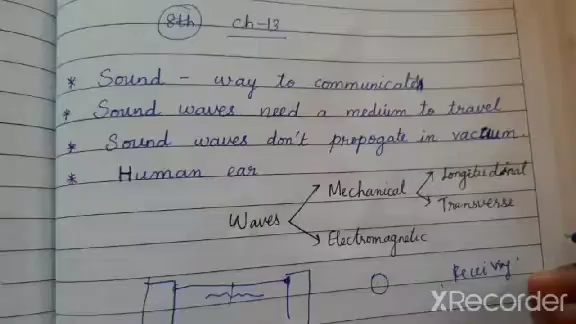 8th ch-13
* Sound - way to communicate
* Sound waves need a medium to travel
* Sound waves don't propogate in vacuum.
* Human ear
Waves
Mechanical
Longitudinal
Transverse
Electromagnetic
Receiving
XRecorder